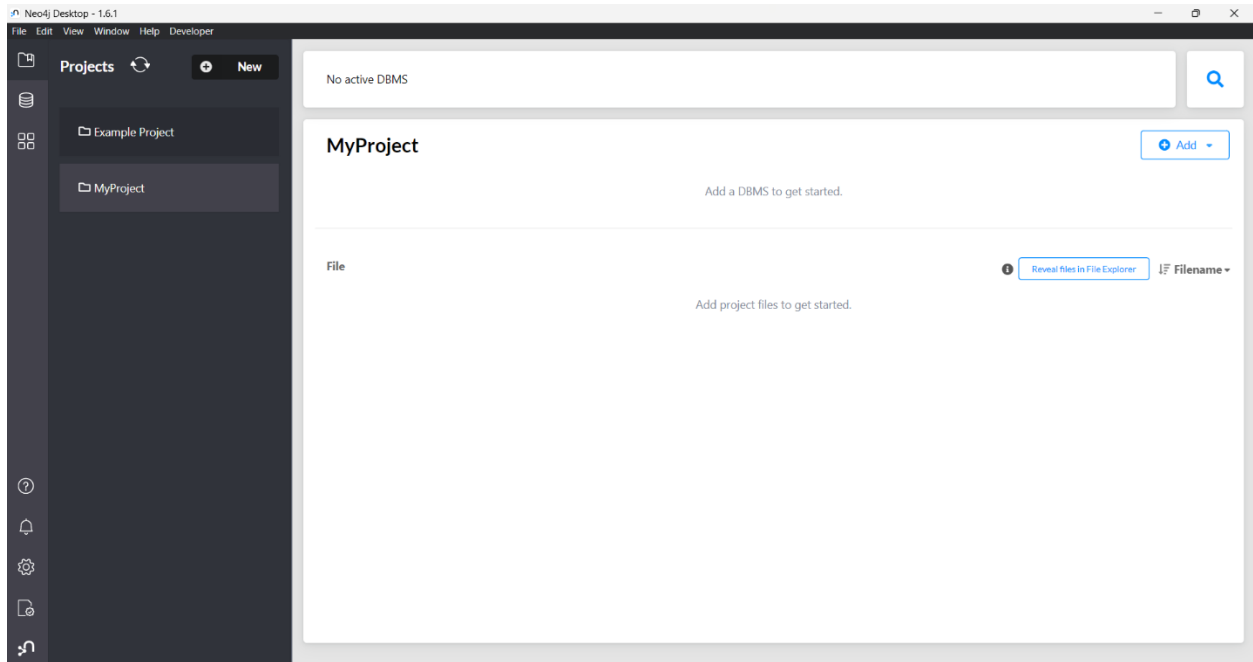 Neo4j Desktop - 1.6.1
File Edit View Window Help Developer
Projects
New
Example Project
MyProject
No active DBMS
MyProject
Add
Add a DBMS to get started.
File
Reveal files in File Explorer
Filename
Add project files to get started.